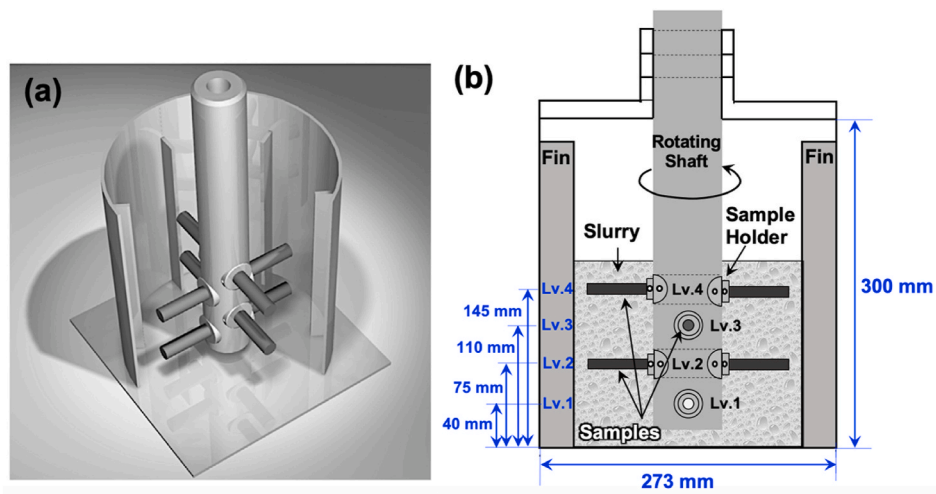 (a)
(b)
Rotating
Shaft
Fin
Fin
Slurry
Sample
Holder
300 mm
Lv.4
Lv.4
145 mm
Lv.3
Lv.3
110 mm
Lv.2
Lv.2
75 mm
Lv.1
Lv.1
40 mm
Samples
273 mm